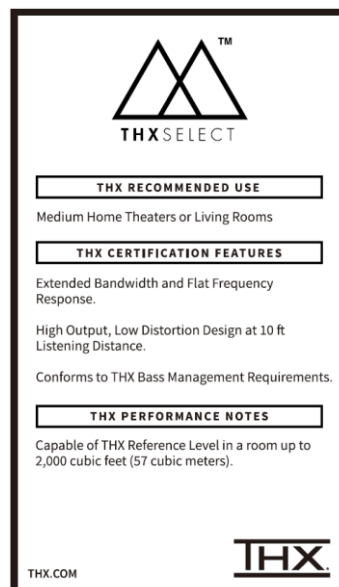 TM
THXSELECT
THX RECOMMENDED USE
Medium Home Theaters or Living Rooms
THX CERTIFICATION FEATURES
Extended Bandwidth and Flat Frequency
Response.
High Output, Low Distortion Design at 10 ft
Listening Distance.
Conforms to THX Bass Management Requirements.
THX PERFORMANCE NOTES
Capable of THX Reference Level in a room up to
2,000 cubic feet (57 cubic meters).
THX.COM
THX